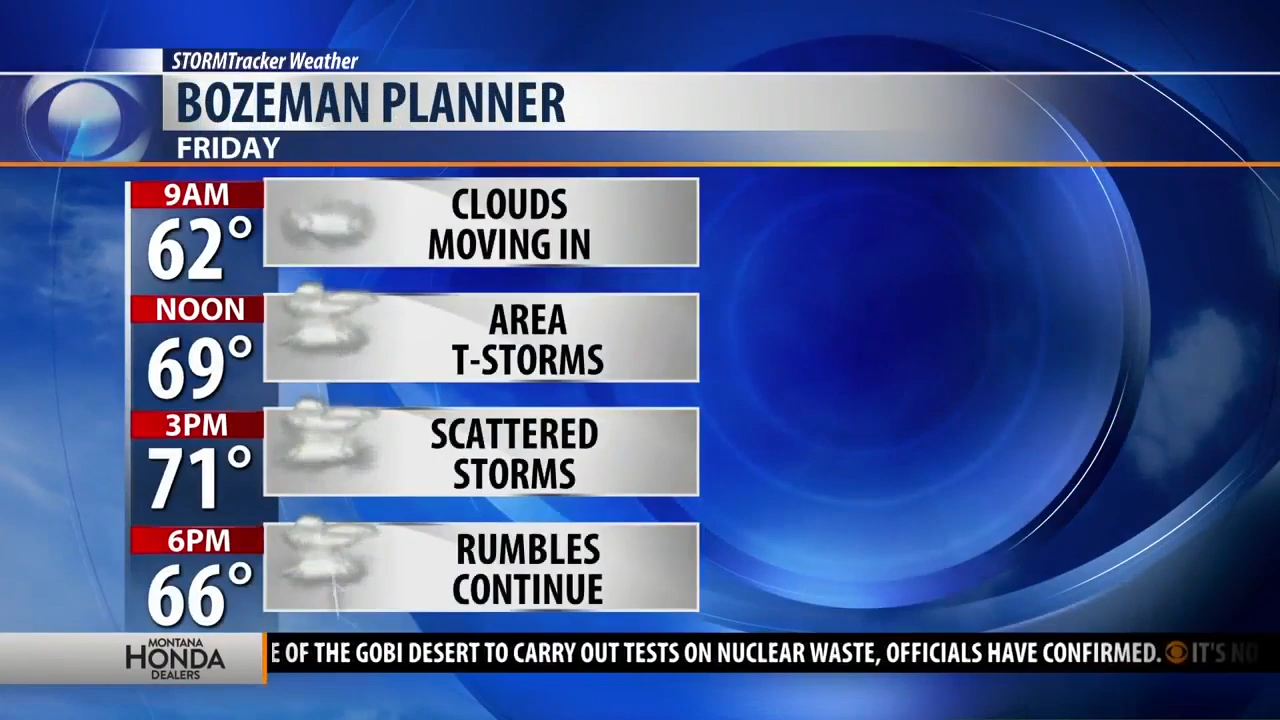 STORMTracker Weather
BOZEMAN PLANNER
FRIDAY
9AM
62°
CLOUDS
MOVING IN
NOON
69°
AREA
T-STORMS
3PM
71°
SCATTERED
STORMS
6PM
66°
RUMBLES
CONTINUE
MONTANA
HONDA
DEALERS
E OF THE GOBI DESERT TO CARRY OUT TESTS ON NUCLEAR WASTE, OFFICIALS HAVE CONFIRMED. IT'S NO